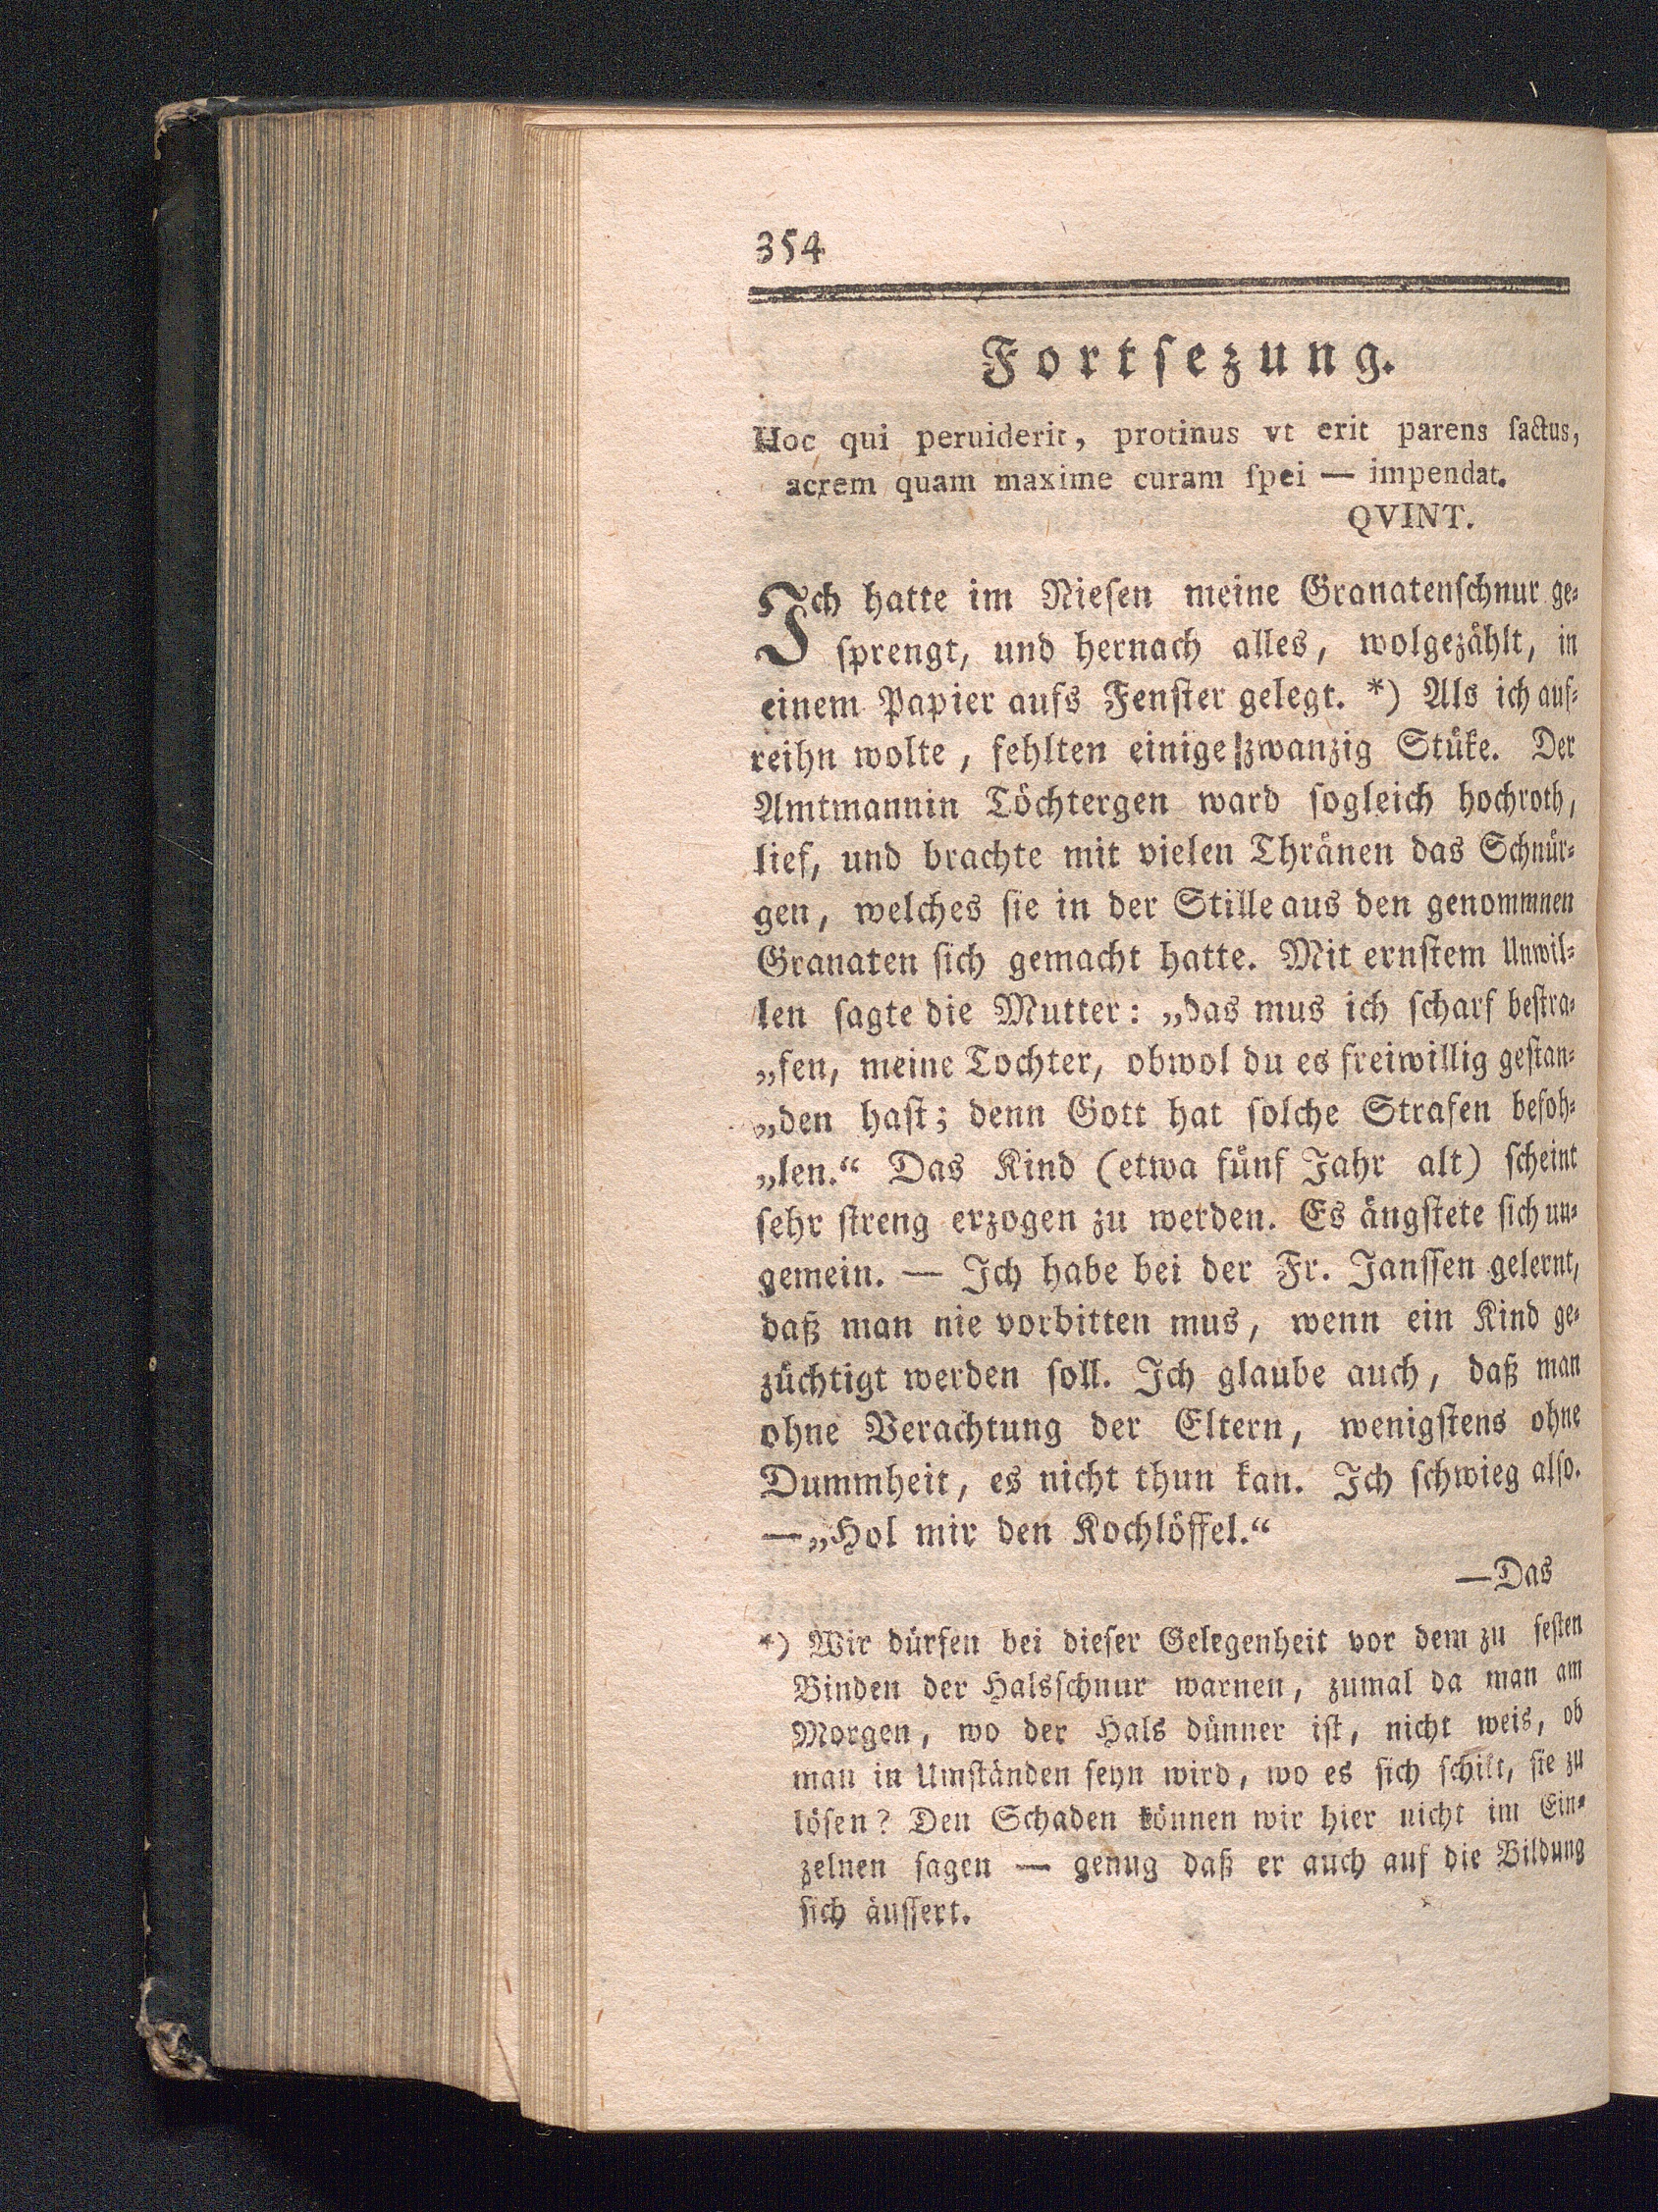 354
Fortsezung.
Hoc qui peruiderit, protinus vt erit parens factus,
acrem quam maxime curam ſpei — impendat.
QVINT.
Ich hatte im Nieſen meine Granatenſchnur ge⸗
ſprengt, und hernach alles, wolgezählt, in
einem Papier aufs Fenſter gelegt. *) Als ich auf⸗
reihn wolte, fehlten einige zwanzig Stüke. Der
Amtmannin Töchtergen ward ſogleich hochroth,
lief, und brachte mit vielen Thränen das Schnür⸗
gen, welches ſie in der Stille aus den genommnen
Granaten ſich gemacht hatte. Mit ernſtem Unwil⸗
len ſagte die Mutter: „das mus ich ſcharf beſtra⸗
„fen, meine Tochter, obwol du es freiwillig geſtan⸗
„den haſt; denn Gott hat ſolche Strafen befoh⸗
„len.“ Das Kind (etwa fünf Jahr alt) ſcheint
ſehr ſtreng erzogen zu werden. Es ängſtete ſich un⸗
gemein. — Ich habe bei der Fr. Janſſen gelernt,
daß man nie vorbitten mus, wenn ein Kind ge⸗
züchtigt werden ſoll. Ich glaube auch, daß man
ohne Verachtung der Eltern, wenigſtens ohne
Dummheit, es nicht thun kan. Ich ſchwieg alſo.
—„Hol mir den Kochlöffel.“
—Das
*) Wir dürfen bei dieſer Gelegenheit vor dem zu feſten
Binden der Halsſchnur warnen, zumal da man am
Morgen, wo der Hals dünner iſt, nicht weis, ob
man in Umſtänden ſeyn wird, wo es ſich ſchikt, ſie zu
löſen? Den Schaden können wir hier nicht im Ein⸗
zelnen ſagen — genug daß er auch auf die Bildung
ſich äuſſert.